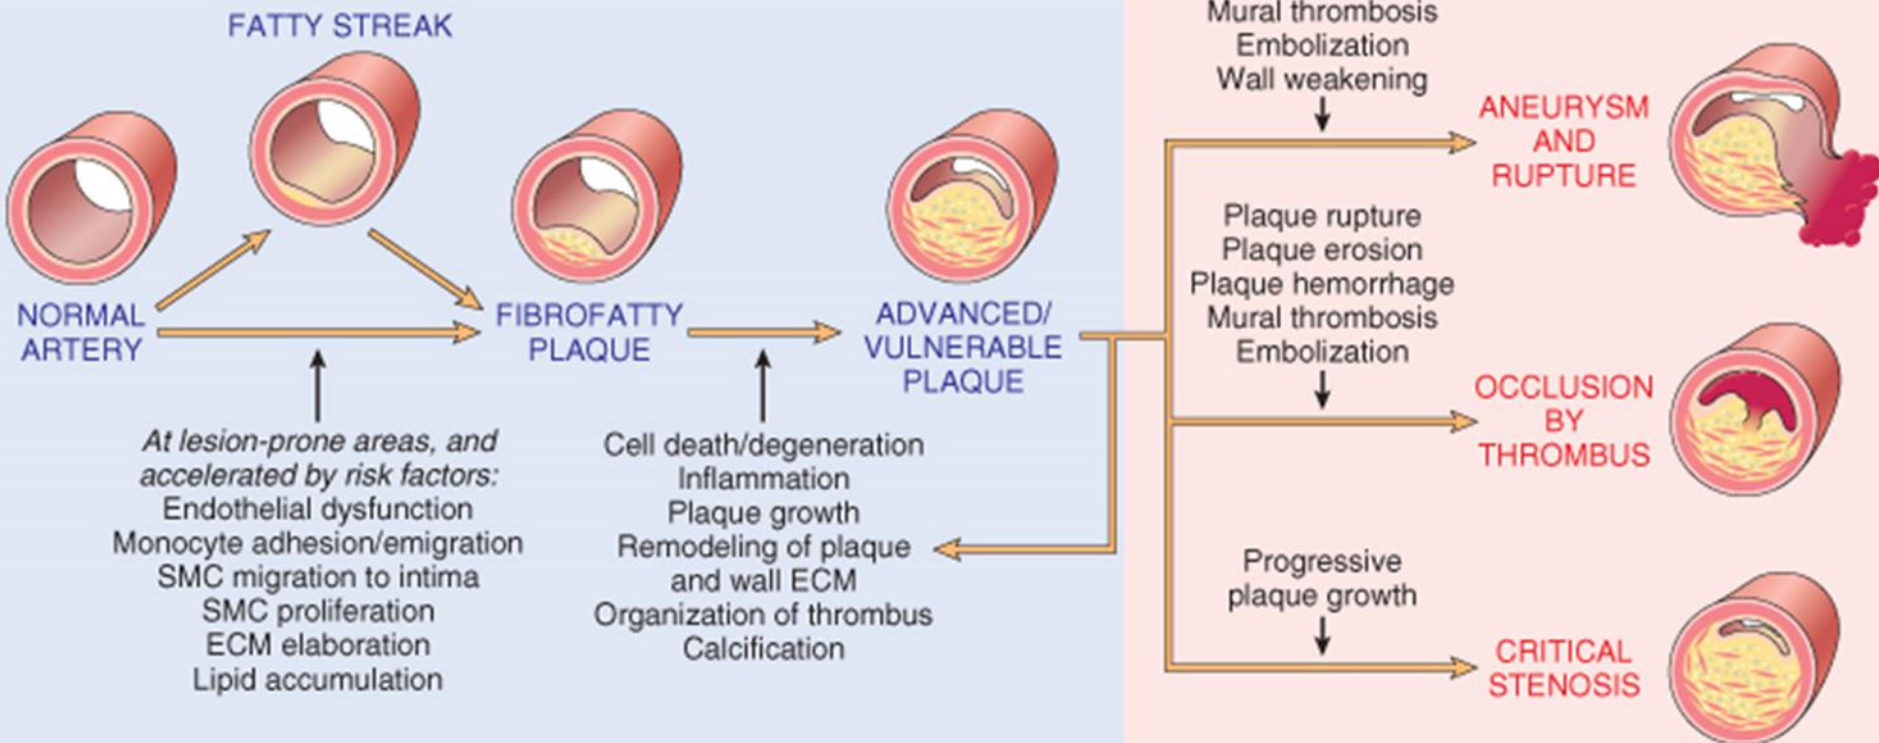 FATTY STREAK
NORMAL
ARTERY
FIBROFATTY
PLAQUE
ADVANCED/
VULNERABLE
PLAQUE
At lesion-prone areas, and
accelerated by risk factors:
Endothelial dysfunction
Monocyte adhesion/emigration
SMC migration to intima
SMC proliferation
ECM elaboration
Lipid accumulation
Cell death/degeneration
Inflammation
Plaque growth
Remodeling of plaque
and wall ECM
Organization of thrombus
Calcification
Mural thrombosis
Embolization
Wall weakening
ANEURYSM
AND
RUPTURE
Plaque rupture
Plaque erosion
Plaque hemorrhage
Mural thrombosis
Embolization
OCCLUSION
BY
THROMBUS
Progressive
plaque growth
CRITICAL
STENOSIS